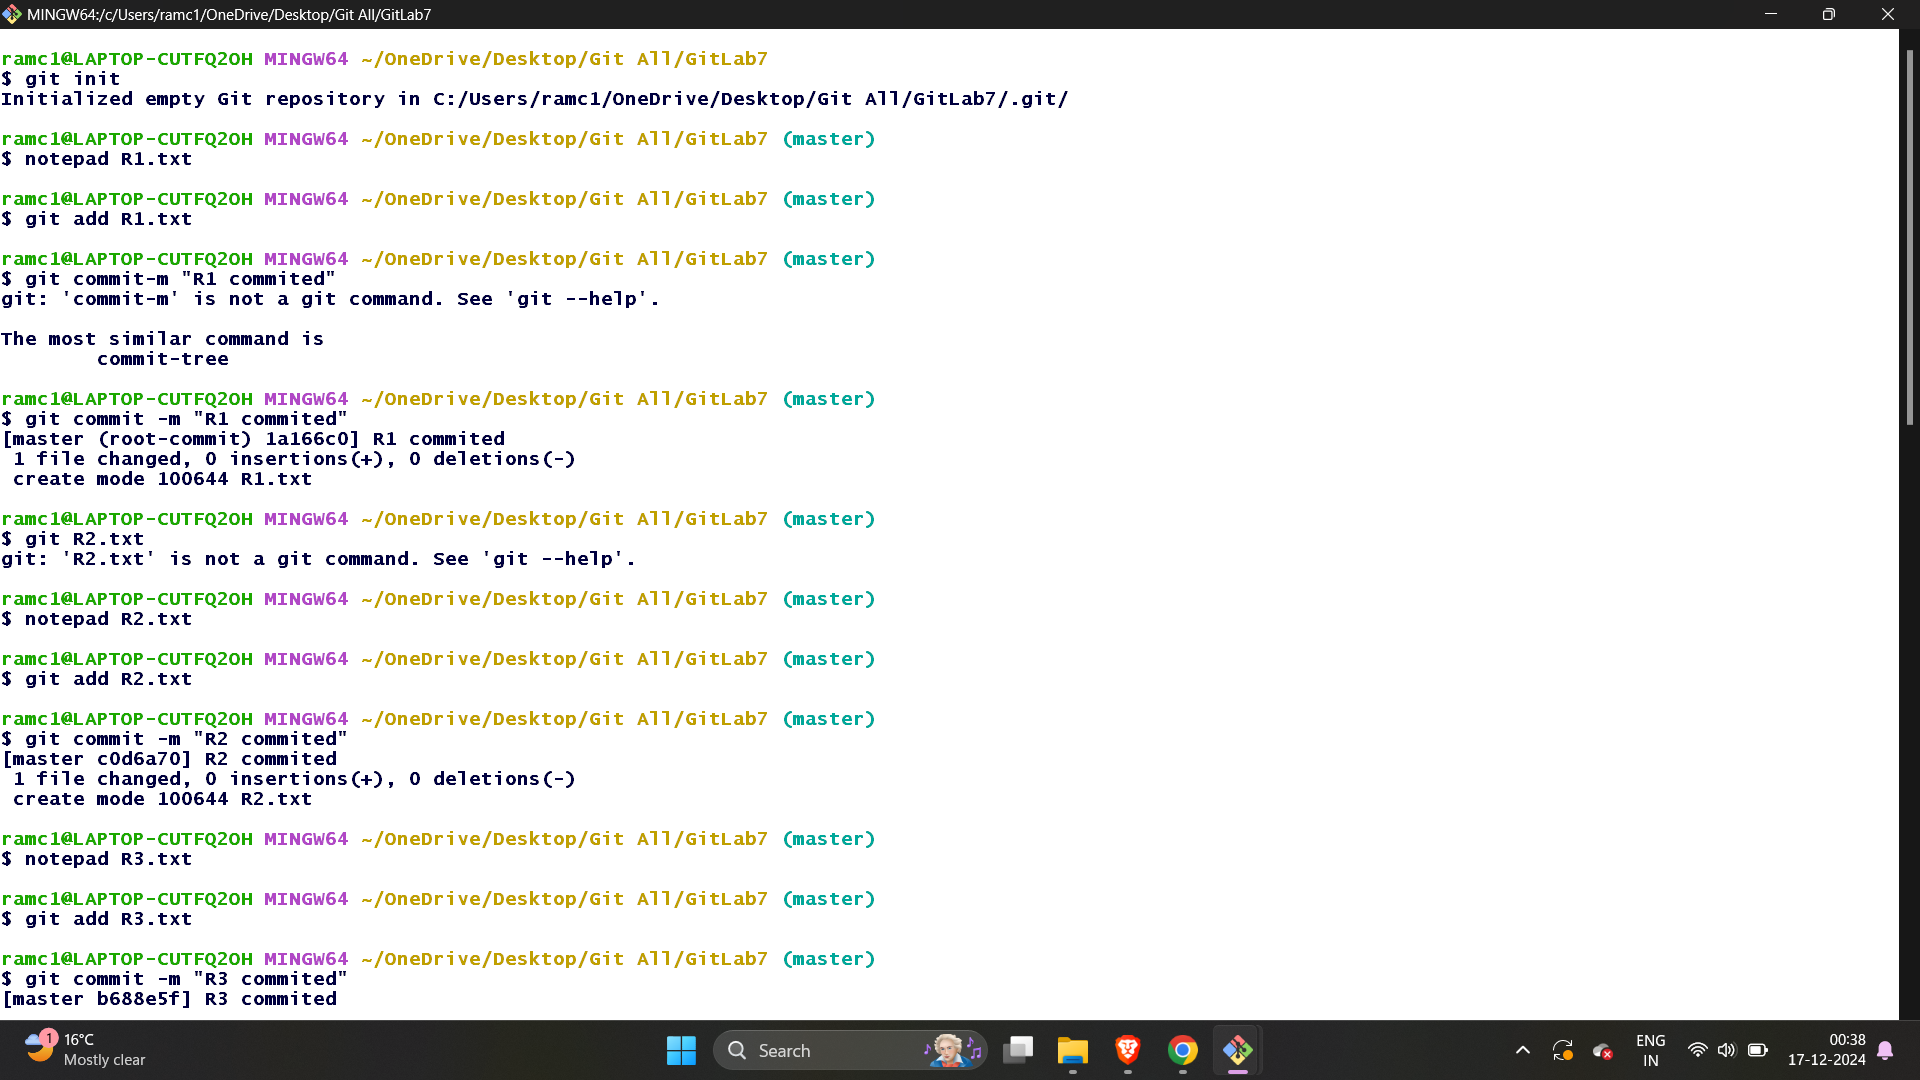 MINGW64:/c/Users/ramc1/OneDrive/Desktop/Git All/GitLab7
ramc1@LAPTOP-CUTFQ2OH MINGW64 ~/OneDrive/Desktop/Git All/GitLab7
$ git init
Initialized empty Git repository in C:/Users/ramc1/OneDrive/Desktop/Git All/GitLab7/.git/
ramc1@LAPTOP-CUTFQ2OH MINGW64 ~/OneDrive/Desktop/Git All/GitLab7 (master)
$ notepad R1.txt
ramc1@LAPTOP-CUTFQ2OH MINGW64 ~/OneDrive/Desktop/Git All/GitLab7 (master)
$ git add R1.txt
ramc1@LAPTOP-CUTFQ2OH MINGW64 ~/OneDrive/Desktop/Git All/GitLab7 (master)
$ git commit-m "R1 commited"
git: 'commit-m' is not a git command. See 'git --help'.
The most similar command is
commit-tree
ramc1@LAPTOP-CUTFQ2OH MINGW64 ~/OneDrive/Desktop/Git All/GitLab7 (master)
$ git commit -m "R1 commited"
[master (root-commit) 1a166c0] R1 commited
1 file changed, 0 insertions(+), 0 deletions(-)
create mode 100644 R1.txt
ramc1@LAPTOP-CUTFQ2OH MINGW64 ~/OneDrive/Desktop/Git All/GitLab7 (master)
$ git R2.txt
git: 'R2.txt' is not a git command. See 'git --help'.
ramc1@LAPTOP-CUTFQ2OH MINGW64 ~/OneDrive/Desktop/Git All/GitLab7 (master)
$ notepad R2.txt
ramc1@LAPTOP-CUTFQ2OH MINGW64 ~/OneDrive/Desktop/Git All/GitLab7 (master)
$ git add R2.txt
ramc1@LAPTOP-CUTFQ2OH MINGW64 ~/OneDrive/Desktop/Git All/GitLab7 (master)
$ git commit -m "R2 commited"
[master c0d6a70] R2 commited
1 file changed, 0 insertions(+), 0 deletions(-)
create mode 100644 R2.txt
ramc1@LAPTOP-CUTFQ2OH MINGW64 ~/OneDrive/Desktop/Git All/GitLab7 (master)
$ notepad R3.txt
ramc1@LAPTOP-CUTFQ2OH MINGW64 ~/OneDrive/Desktop/Git All/GitLab7 (master)
$ git add R3.txt
ramc1@LAPTOP-CUTFQ2OH MINGW64 ~/OneDrive/Desktop/Git All/GitLab7 (master)
$ git commit -m "R3 commited"
[master b688e5f] R3 commited
1
16°C
Mostly clear
Search
ENG
IN
00:38
17-12-2024